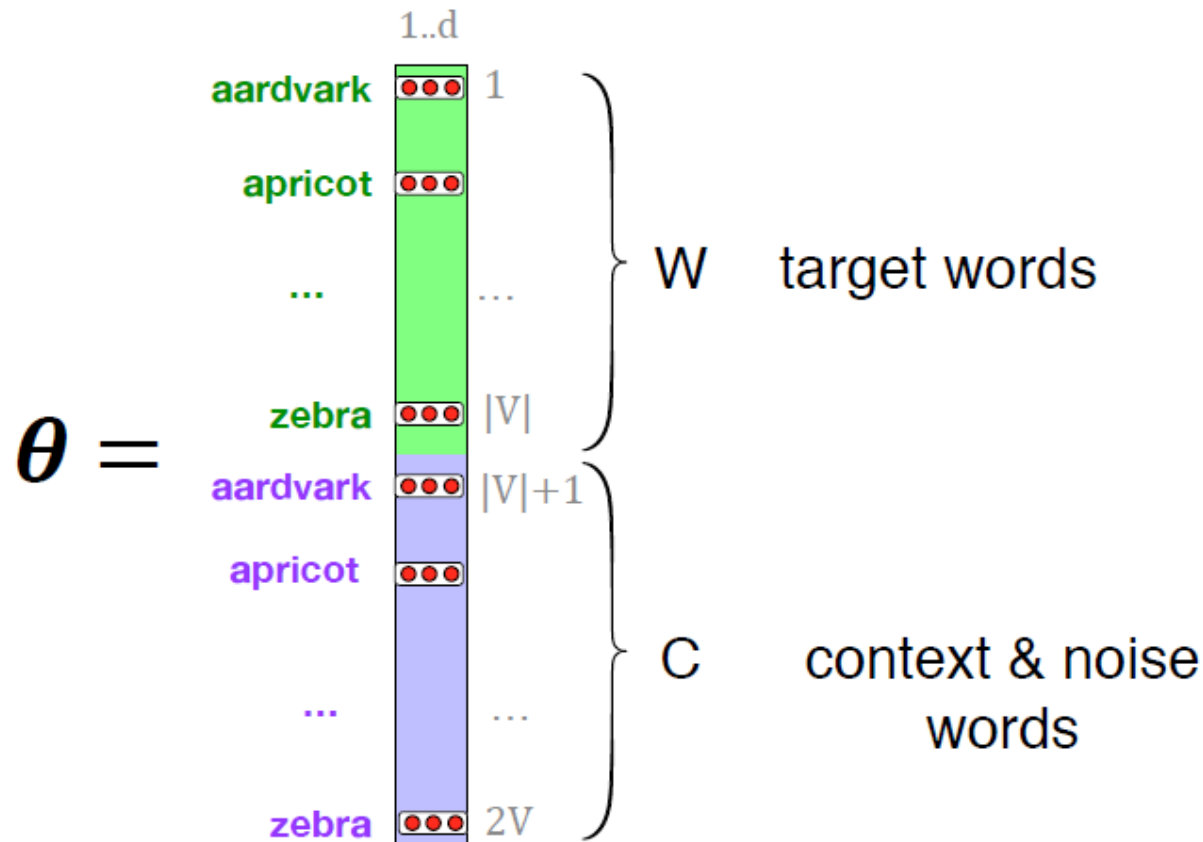 1..d
aardvark 1
apricot
... ...
zebra |V|
W target words
θ =
aardvark |V|+1
apricot
... ...
zebra 2V
C context & noise
words